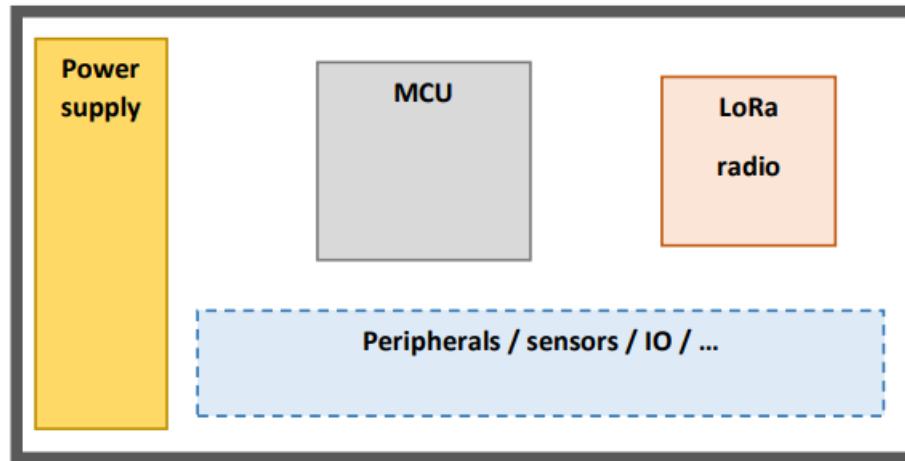 Power
supply
MCU
LoRa
radio
Peripherals / sensors / IO / ...